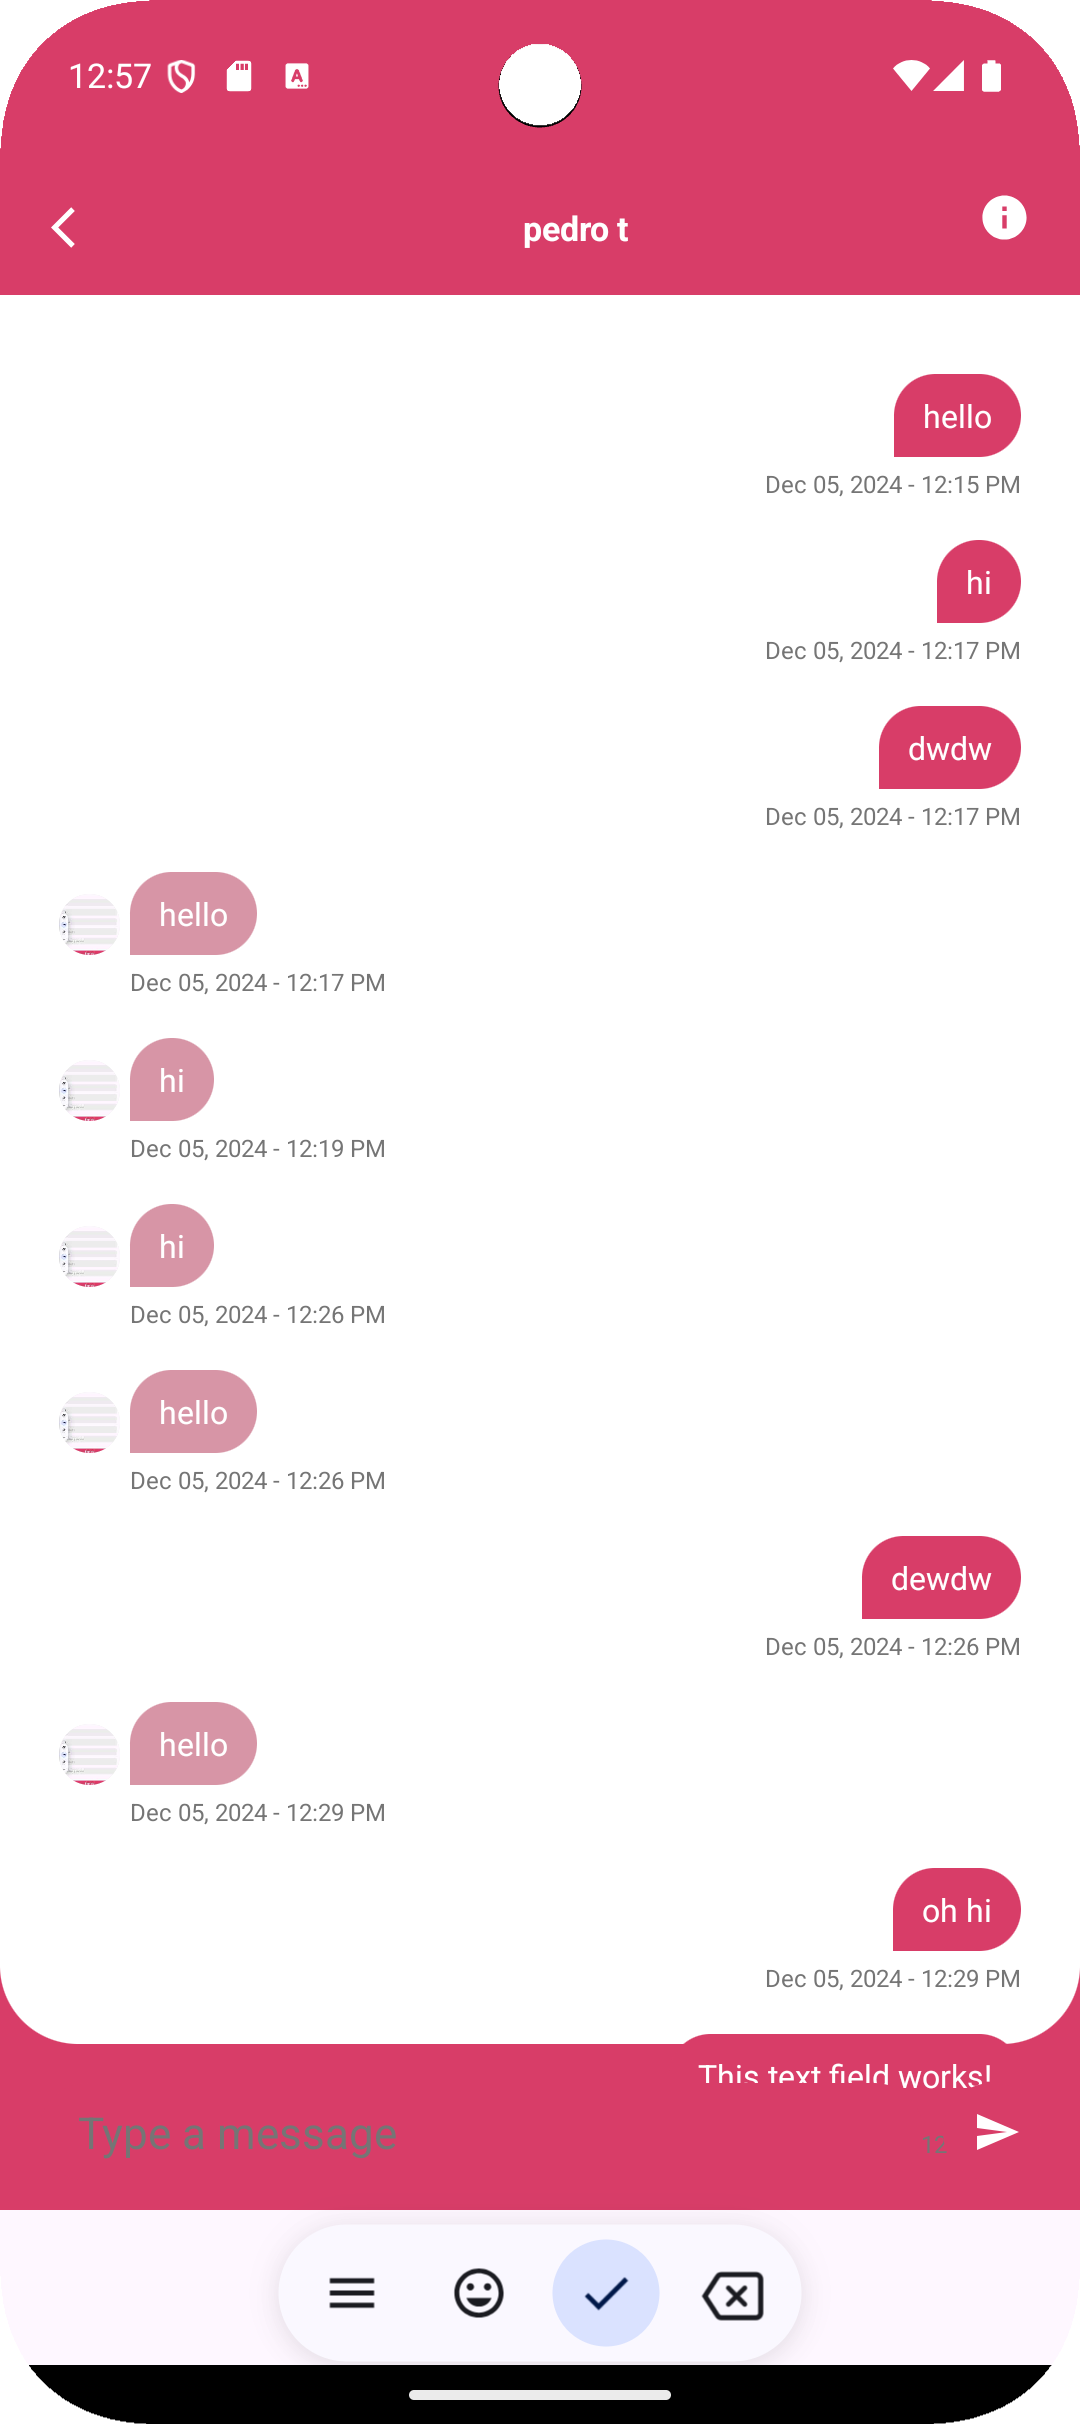 12:57
pedro t
hello
Dec 05, 2024 - 12:15 PM
hi
Dec 05, 2024 - 12:17 PM
dwdw
Dec 05, 2024 - 12:17 PM
hello
Dec 05, 2024 - 12:17 PM
hi
Dec 05, 2024 - 12:19 PM
hi
Dec 05, 2024 - 12:26 PM
hello
Dec 05, 2024 - 12:26 PM
dewdw
Dec 05, 2024 - 12:26 PM
hello
Dec 05, 2024 - 12:29 PM
oh hi
Dec 05, 2024 - 12:29 PM
This text field works!
Type a message